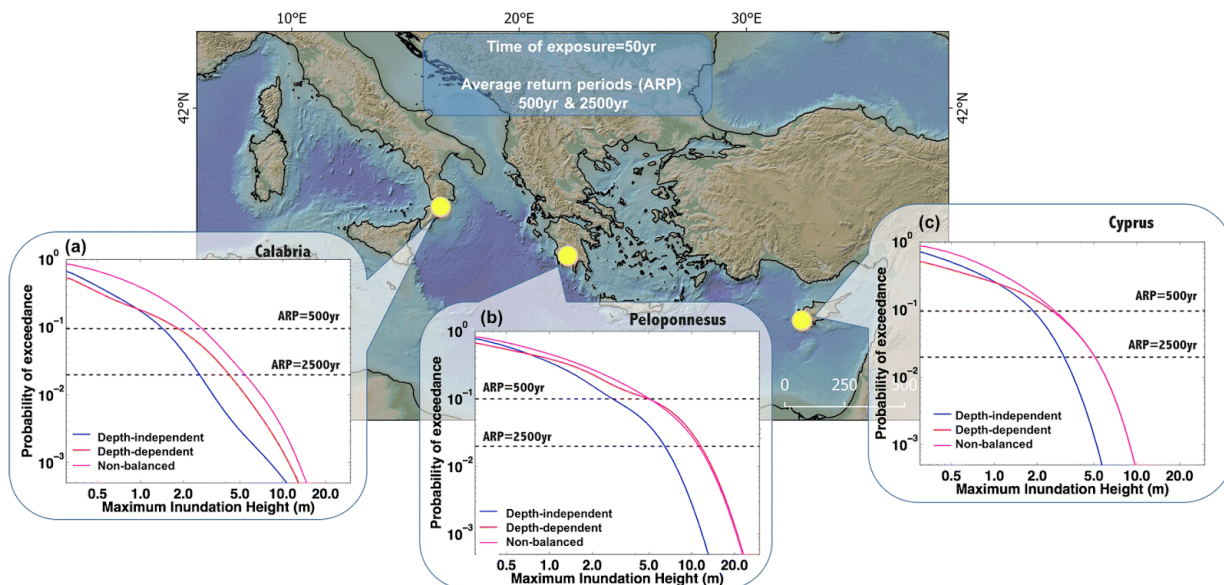 10°E 20°E 30°E
42°N
42°N
Time of exposure=50yr
Average return periods (ARP)
500yr & 2500yr
0 250 500
(a)
Calabria
Probability of exceedance
10⁰
10⁻¹
10⁻²
10⁻³
ARP=500yr
ARP=2500yr
Depth-independent
Depth-dependent
Non-balanced
0.5 1.0 2.0 5.0 10.0 20.0
Maximum Inundation Height (m)
(b)
Peloponnesus
Probability of exceedance
10⁰
10⁻¹
10⁻²
10⁻³
ARP=500yr
ARP=2500yr
Depth-independent
Depth-dependent
Non-balanced
0.5 1.0 2.0 5.0 10.0 20.0
Maximum Inundation Height (m)
(c)
Cyprus
Probability of exceedance
10⁰
10⁻¹
10⁻²
10⁻³
ARP=500yr
ARP=2500yr
Depth-independent
Depth-dependent
Non-balanced
0.5 1.0 2.0 5.0 10.0 20.0
Maximum Inundation Height (m)